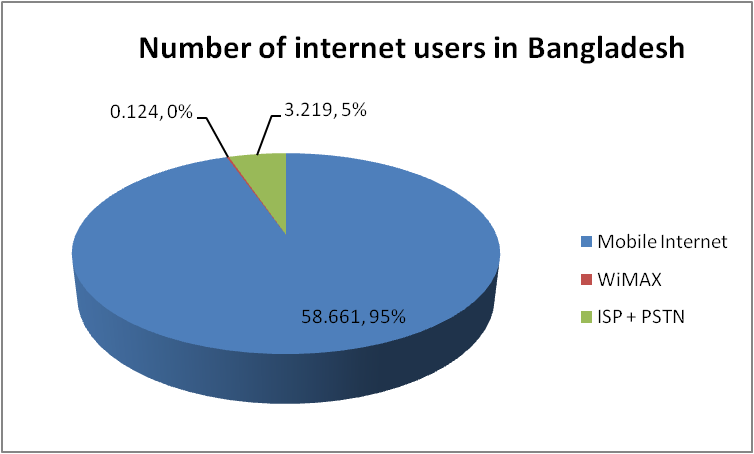 Number of internet users in Bangladesh
0.124, 0%
3.219, 5%
58.661, 95%
Mobile Internet
WiMAX
ISP + PSTN